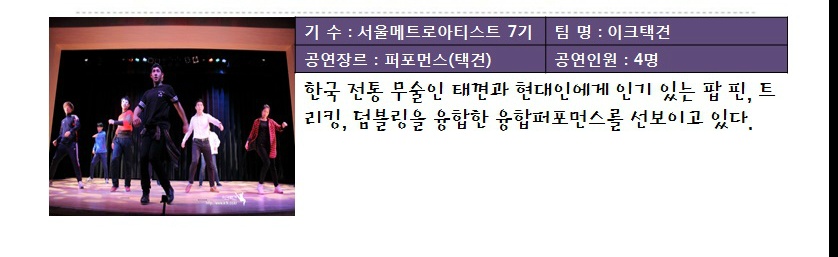 기 수 : 서울메트로아티스트 7기
팀 명 : 이크택견
공연장르 : 퍼포먼스(택견)
공연인원 : 4명
한국 전통 무술인 태껸과 현대인에게 인기 있는 팝 핀, 트
리킹, 덤블링을 융합한 융합퍼포먼스를 선보이고 있다.